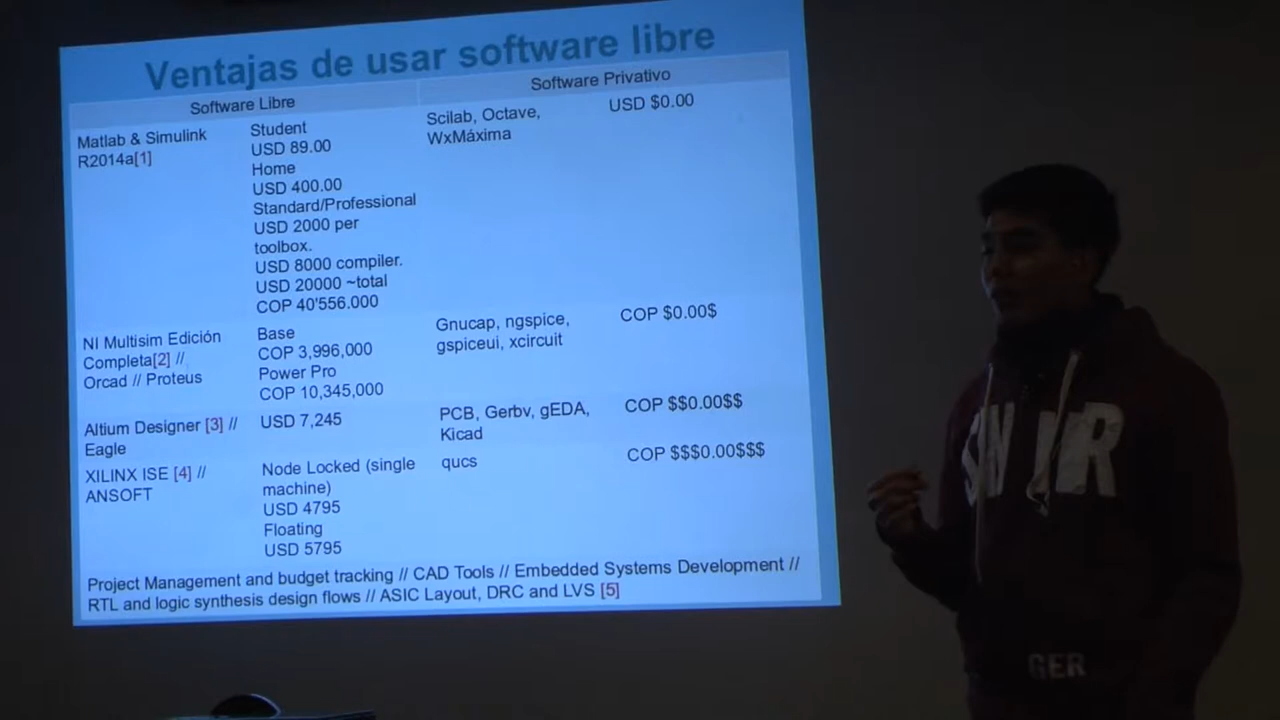 Ventajas de usar software libre
Software Libre
Software Privativo
Matlab & Simulink
R2014a[1]
Student
USD 89.00
Home
USD 400.00
Standard/Professional
USD 2000 per
toolbox.
USD 8000 compiler.
USD 20000 ~total
COP 40'556.000
Scilab, Octave,
WxMáxima
USD $0.00
NI Multisim Edición
Completa[2] //
Orcad // Proteus
Base
COP 3,996,000
Power Pro
COP 10,345,000
Gnucap, ngspice,
gspiceui, xcircuit
COP $0.00$
Altium Designer [3] //
Eagle
USD 7,245
PCB, Gerbv, gEDA,
Kicad
COP $$0.00$$
XILINX ISE [4] //
ANSOFT
Node Locked (single
machine)
USD 4795
Floating
USD 5795
qucs
COP $$$0.00$$$
Project Management and budget tracking // CAD Tools // Embedded Systems Development //
RTL and logic synthesis design flows // ASIC Layout, DRC and LVS [5]
GER